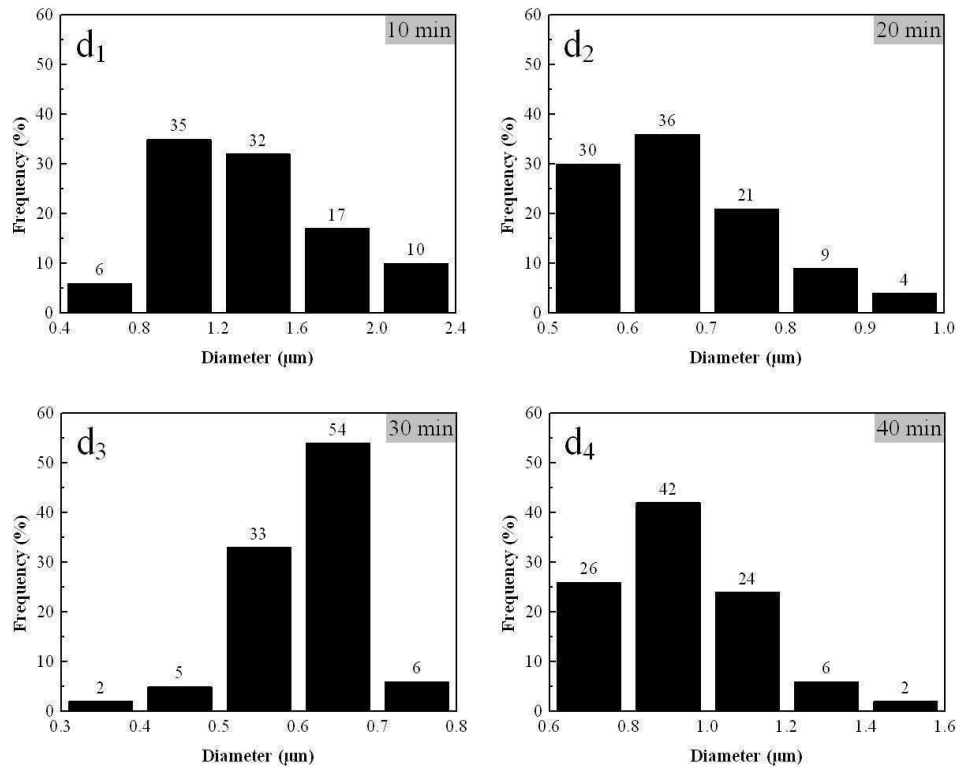 d1
10 min
60
50
40
30
20
10
0
Frequency (%)
6
35
32
17
10
0.4 0.8 1.2 1.6 2.0 2.4
Diameter (μm)
d2
20 min
60
50
40
30
20
10
0
Frequency (%)
30
36
21
9
4
0.5 0.6 0.7 0.8 0.9 1.0
Diameter (μm)
d3
30 min
60
50
40
30
20
10
0
Frequency (%)
2
5
33
54
6
0.3 0.4 0.5 0.6 0.7 0.8
Diameter (μm)
d4
40 min
60
50
40
30
20
10
0
Frequency (%)
26
42
24
6
2
0.6 0.8 1.0 1.2 1.4 1.6
Diameter (μm)